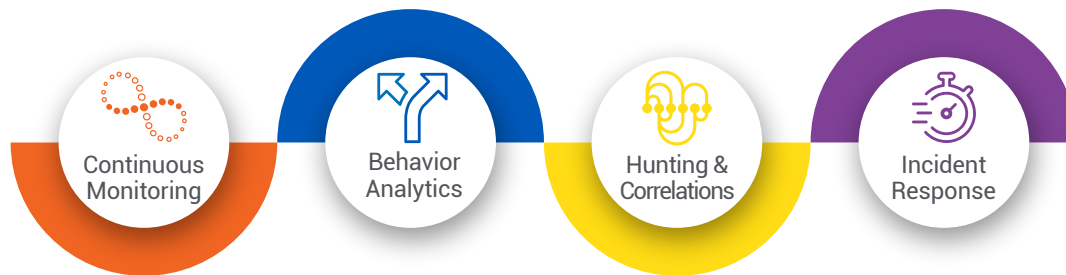 Continuous
Monitoring
Behavior
Analytics
Hunting &
Correlations
Incident
Response